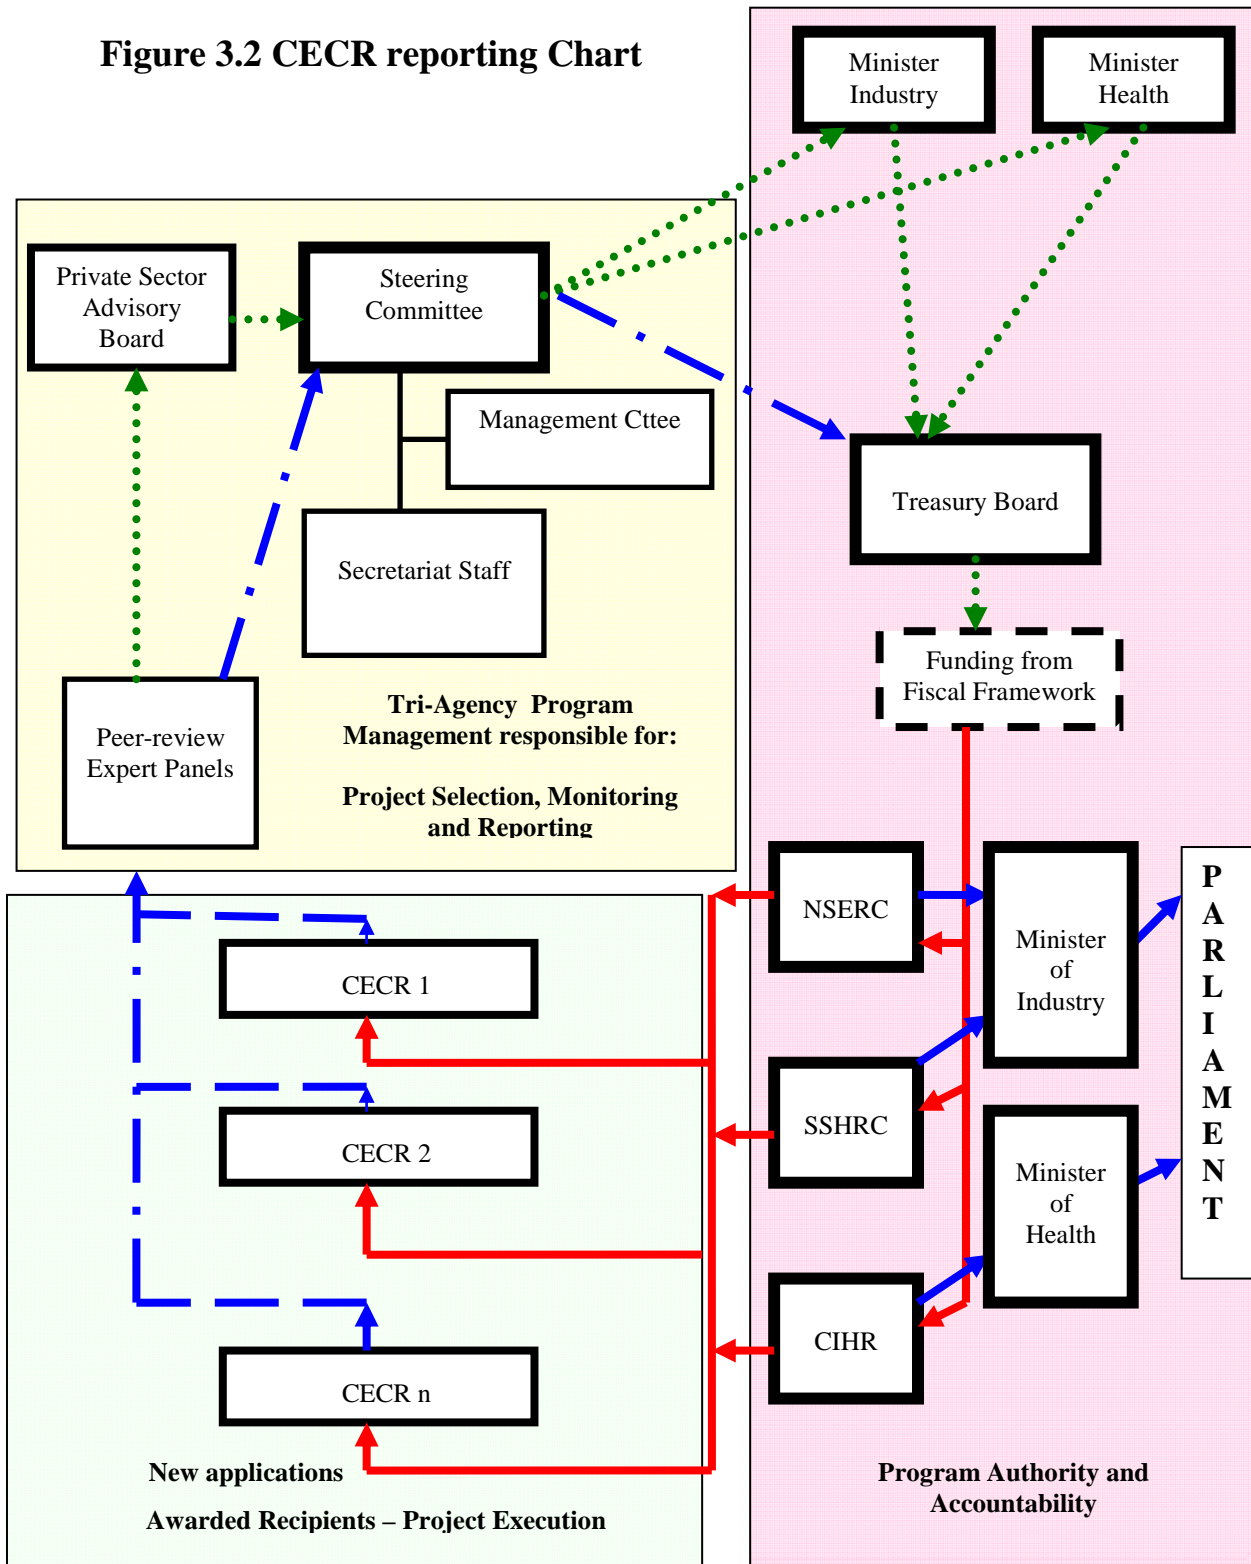 Figure 3.2 CECR reporting Chart
Minister
Industry
Minister
Health
Private Sector
Advisory
Board
Steering
Committee
Management Cttee
Secretariat Staff
Treasury Board
Funding from
Fiscal Framework
Peer-review
Expert Panels
Tri-Agency Program
Management responsible for:
Project Selection, Monitoring
and Reporting
NSERC
Minister
of
Industry
PARLIAMENT
CECR 1
SSHRC
CECR 2
Minister
of
Health
CIHR
CECR n
New applications
Awarded Recipients – Project Execution
Program Authority and
Accountability